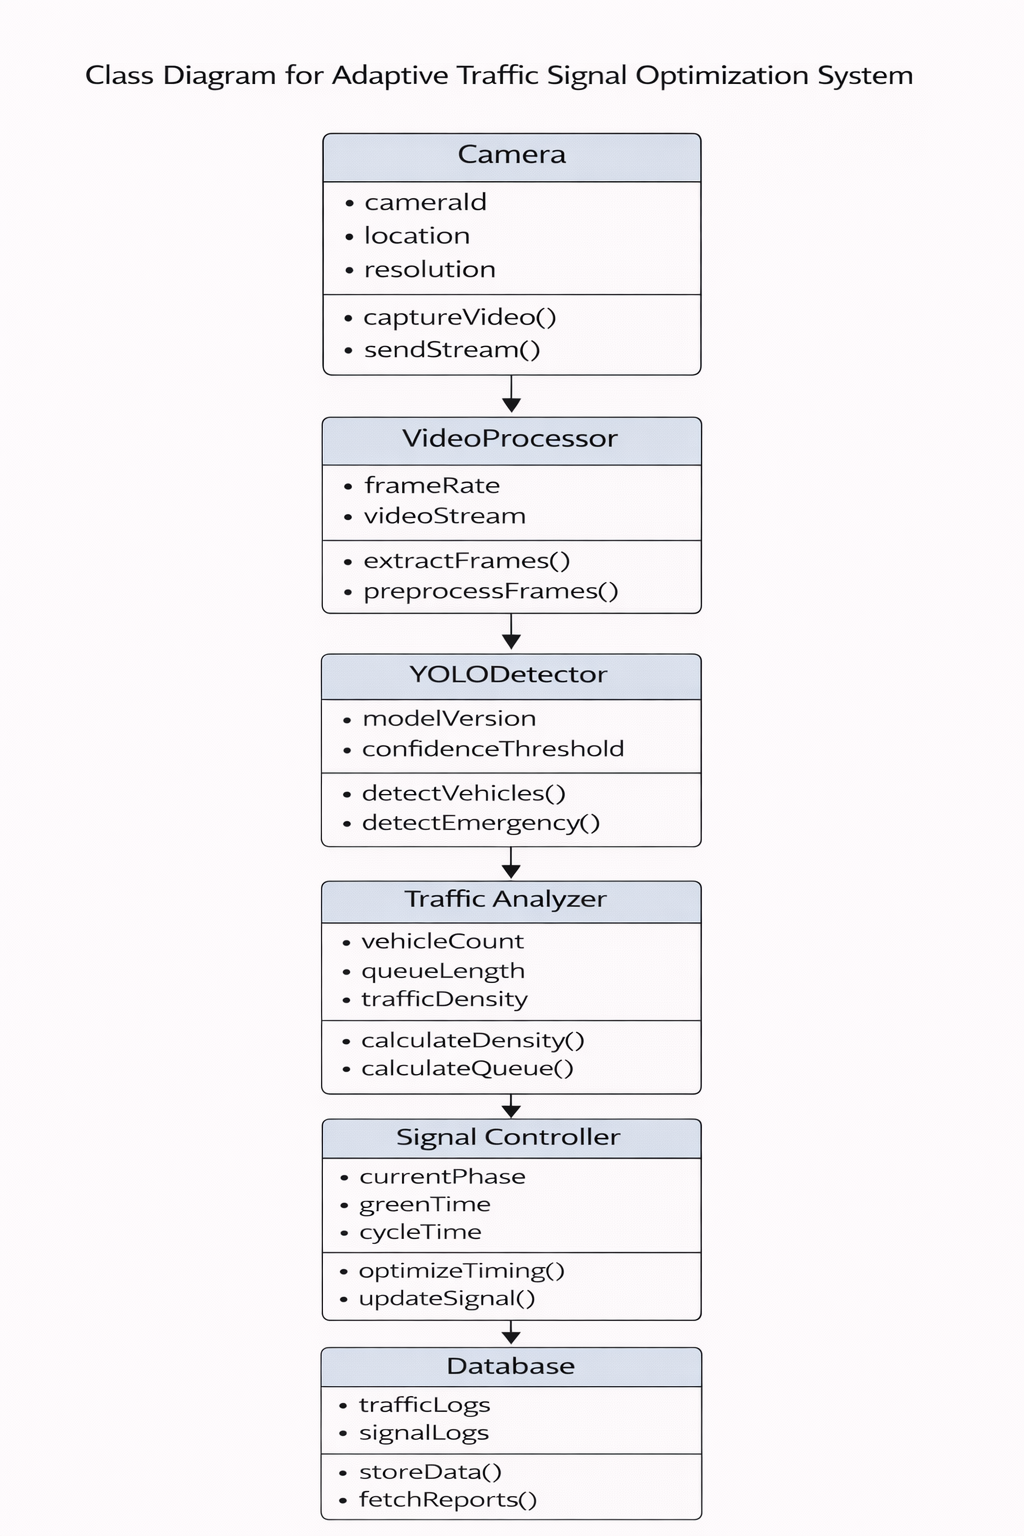 Class Diagram for Adaptive Traffic Signal Optimization System
Camera
• cameraId
• location
• resolution
• captureVideo()
• sendStream()
VideoProcessor
• frameRate
• videoStream
• extractFrames()
• preprocessFrames()
YOLODetector
• modelVersion
• confidenceThreshold
• detectVehicles()
• detectEmergency()
Traffic Analyzer
• vehicleCount
• queueLength
• trafficDensity
• calculateDensity()
• calculateQueue()
Signal Controller
• currentPhase
• greenTime
• cycleTime
• optimizeTiming()
• updateSignal()
Database
• trafficLogs
• signalLogs
• storeData()
• fetchReports()